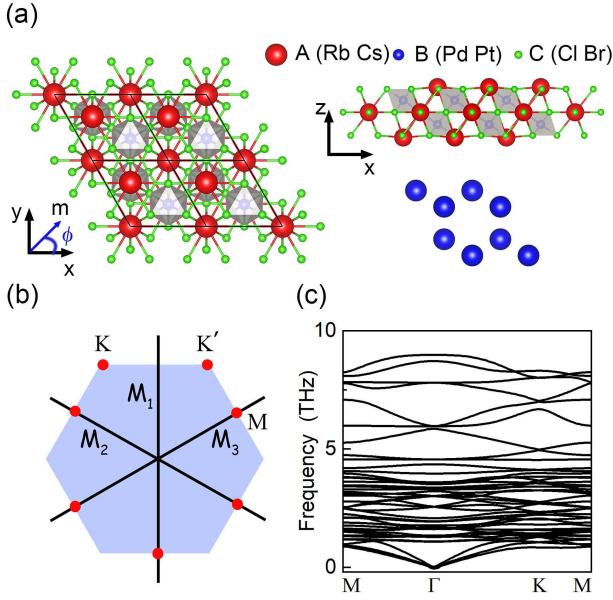 (a)
A (Rb Cs) B (Pd Pt) C (Cl Br)
z
x
y
m
ϕ
x
(b)
(c)
K
K′
M₁
M
M₂
M₃
10
5
0
Frequency (THz)
M Γ K M